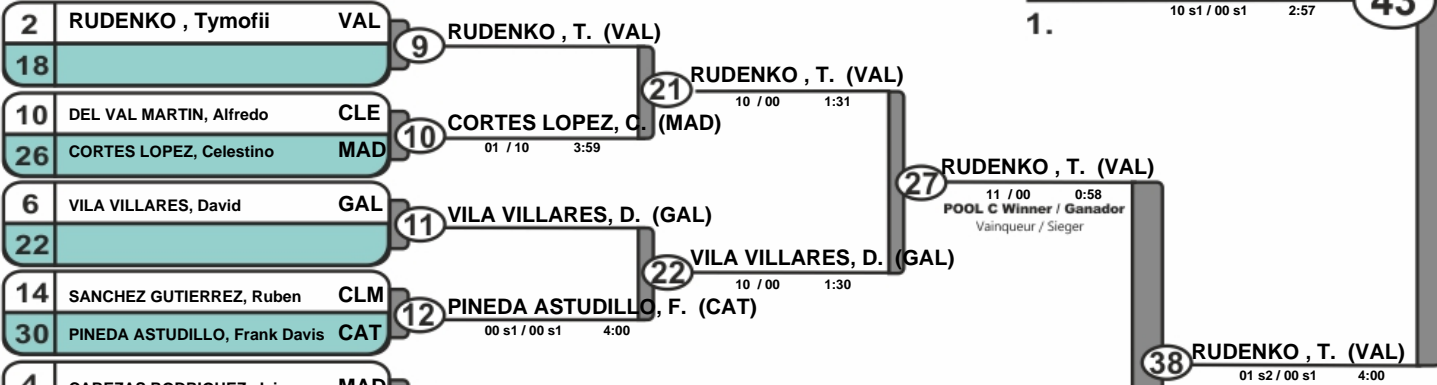 2 RUDENKO , Tymofii VAL
18
9 RUDENKO , T. (VAL)
10 DEL VAL MARTIN, Alfredo CLE
26 CORTES LOPEZ, Celestino MAD
10 CORTES LOPEZ, C. (MAD)
01 / 10 3:59
21 RUDENKO , T. (VAL)
10 / 00 1:31
6 VILA VILLARES, David GAL
22
11 VILA VILLARES, D. (GAL)
14 SANCHEZ GUTIERREZ, Ruben CLM
30 PINEDA ASTUDILLO, Frank Davis CAT
12 PINEDA ASTUDILLO, F. (CAT)
00 s1 / 00 s1 4:00
22 VILA VILLARES, D. (GAL)
10 / 00 1:30
27 RUDENKO , T. (VAL)
11 / 00 0:58
POOL C Winner / Ganador
Vainqueur / Sieger
10 s1 / 00 s1 2:57
43
1.
38 RUDENKO , T. (VAL)
01 s2 / 00 s1 4:00
4 MAD